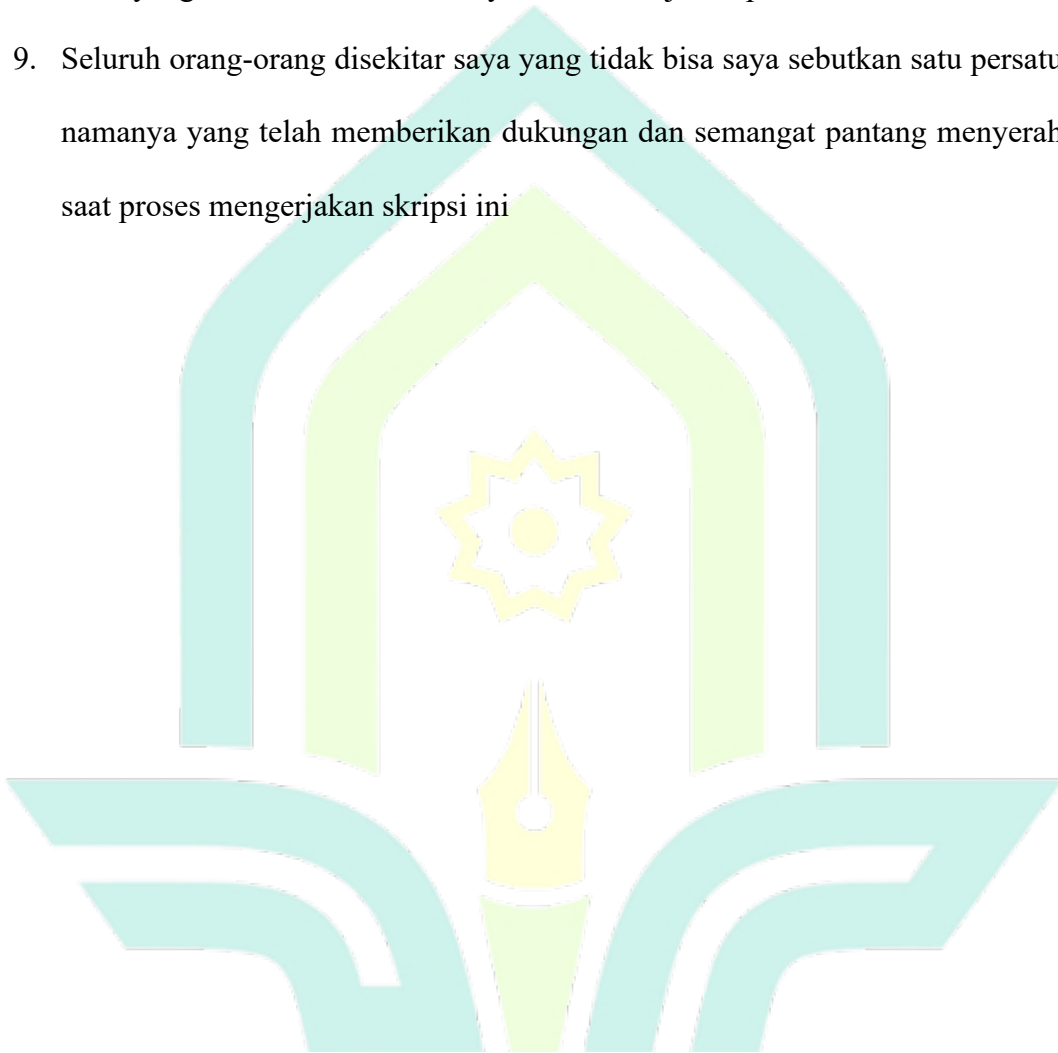 9. Seluruh orang-orang disekitar saya yang tidak bisa saya sebutkan satu persatu
namanya yang telah memberikan dukungan dan semangat pantang menyerah
saat proses mengerjakan skripsi ini